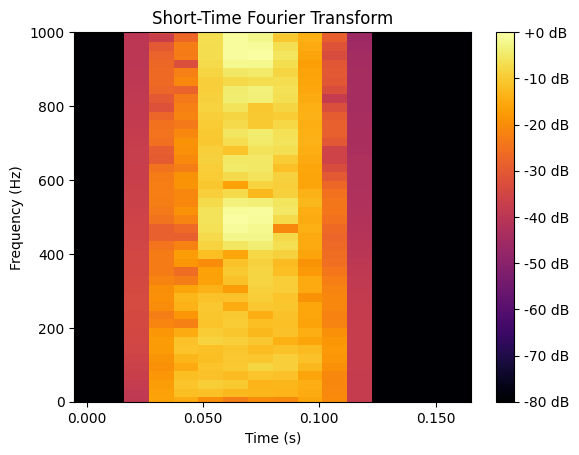 Short-Time Fourier Transform
1000
800
600
400
200
0
Frequency (Hz)
0.000
0.050
0.100
0.150
Time (s)
+0 dB
-10 dB
-20 dB
-30 dB
-40 dB
-50 dB
-60 dB
-70 dB
-80 dB